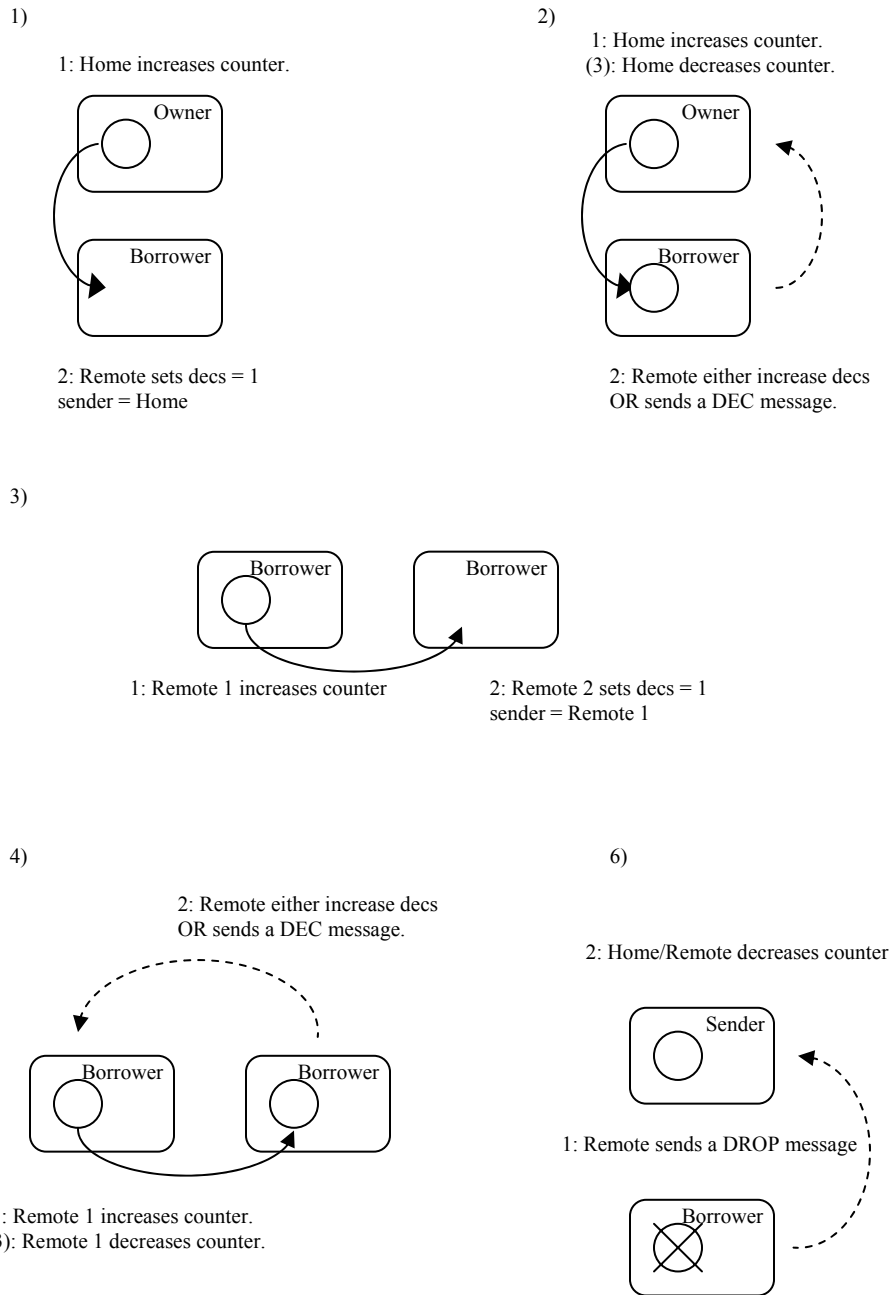 1)
1: Home increases counter.
Owner
Borrower
2: Remote sets decs = 1
sender = Home
2)
1: Home increases counter.
(3): Home decreases counter.
Owner
Borrower
2: Remote either increase decs
OR sends a DEC message.
3)
Borrower
Borrower
1: Remote 1 increases counter
2: Remote 2 sets decs = 1
sender = Remote 1
4)
2: Remote either increase decs
OR sends a DEC message.
Borrower
Borrower
: Remote 1 increases counter.
3): Remote 1 decreases counter.
6)
2: Home/Remote decreases counter
Sender
1: Remote sends a DROP message
Borrower